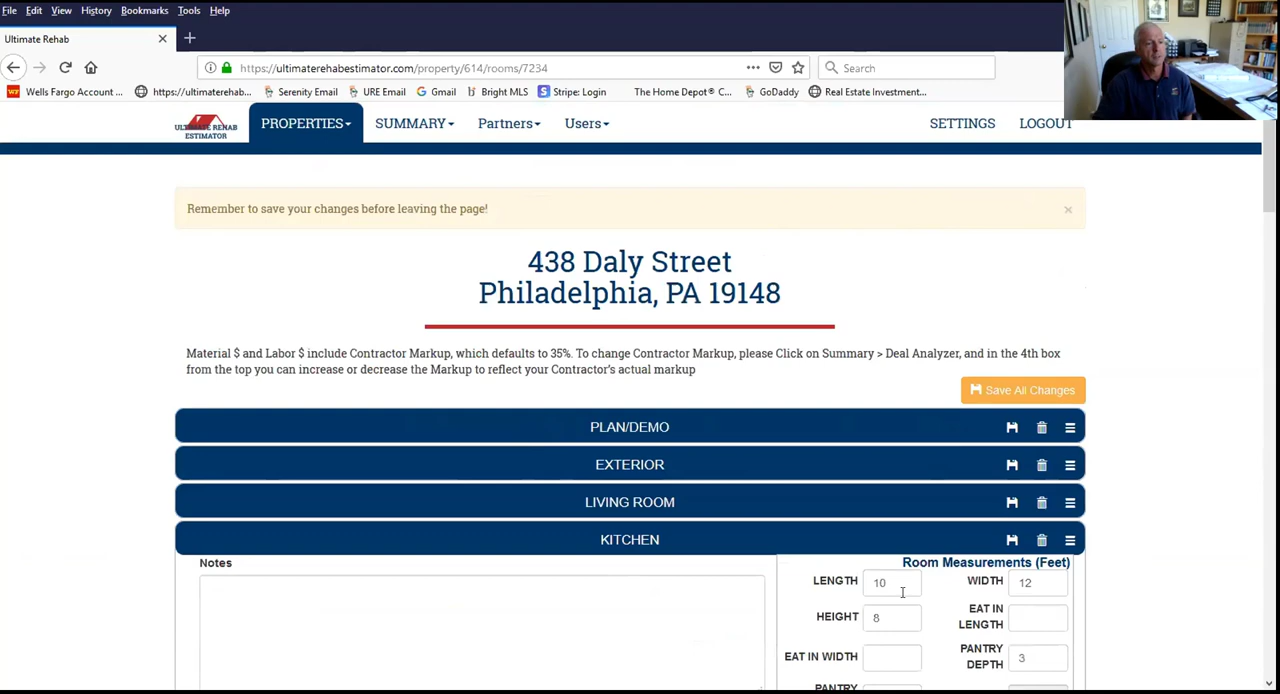 File Edit View History Bookmarks Tools Help
Ultimate Rehab
https://ultimaterehabestimator.com/property/614/rooms/7234
Search
Wells Fargo Account ... https://ultimaterehab... Serenity Email URE Email Gmail Bright MLS Stripe: Login The Home Depot® C... GoDaddy Real Estate Investment...
ULTIMATE REHAB
ESTIMATOR
PROPERTIES SUMMARY Partners Users SETTINGS LOGOUT
Remember to save your changes before leaving the page!
438 Daly Street
Philadelphia, PA 19148
Material $ and Labor $ include Contractor Markup, which defaults to 35%. To change Contractor Markup, please Click on Summary > Deal Analyzer, and in the 4th box
from the top you can increase or decrease the Markup to reflect your Contractor's actual markup
Save All Changes
PLAN/DEMO
EXTERIOR
LIVING ROOM
KITCHEN
Notes
Room Measurements (Feet)
LENGTH 10 WIDTH 12
HEIGHT 8 EAT IN
LENGTH
EAT IN WIDTH PANTRY
DEPTH 3
PANTRY